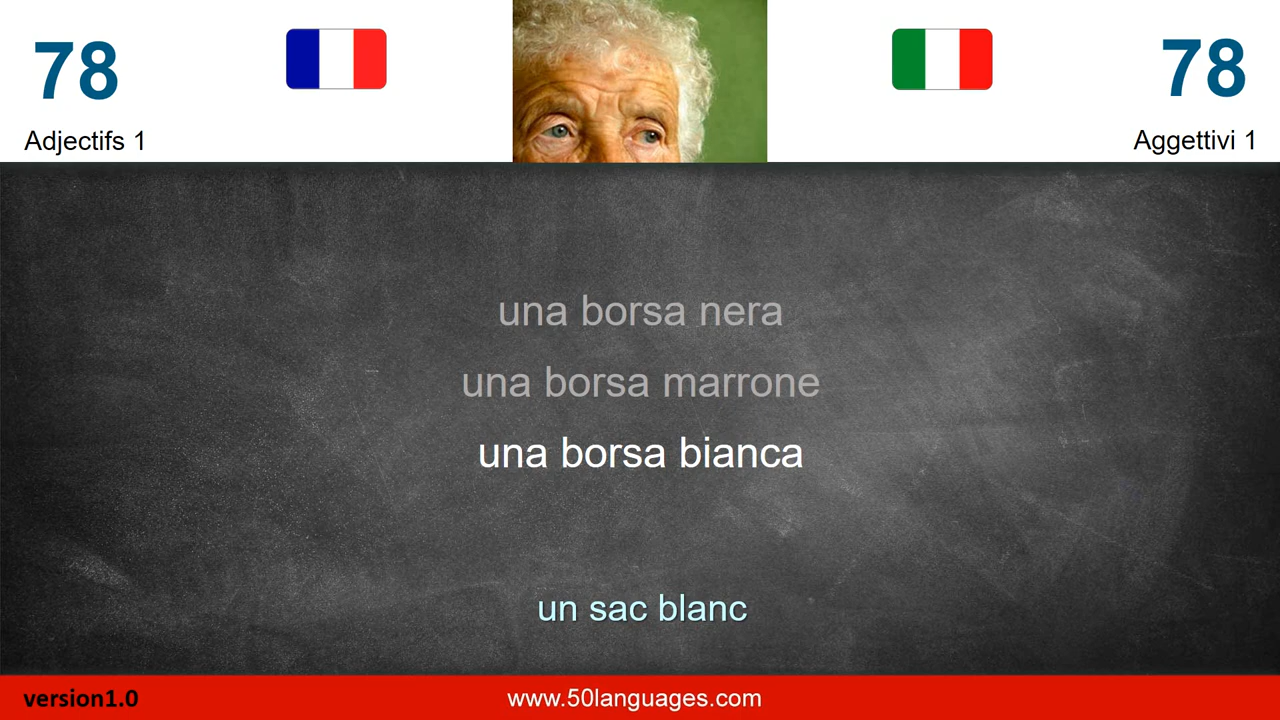 78
78
Adjectifs 1
Aggettivi 1
una borsa nera
una borsa marrone
una borsa bianca
un sac blanc
version1.0
www.50languages.com